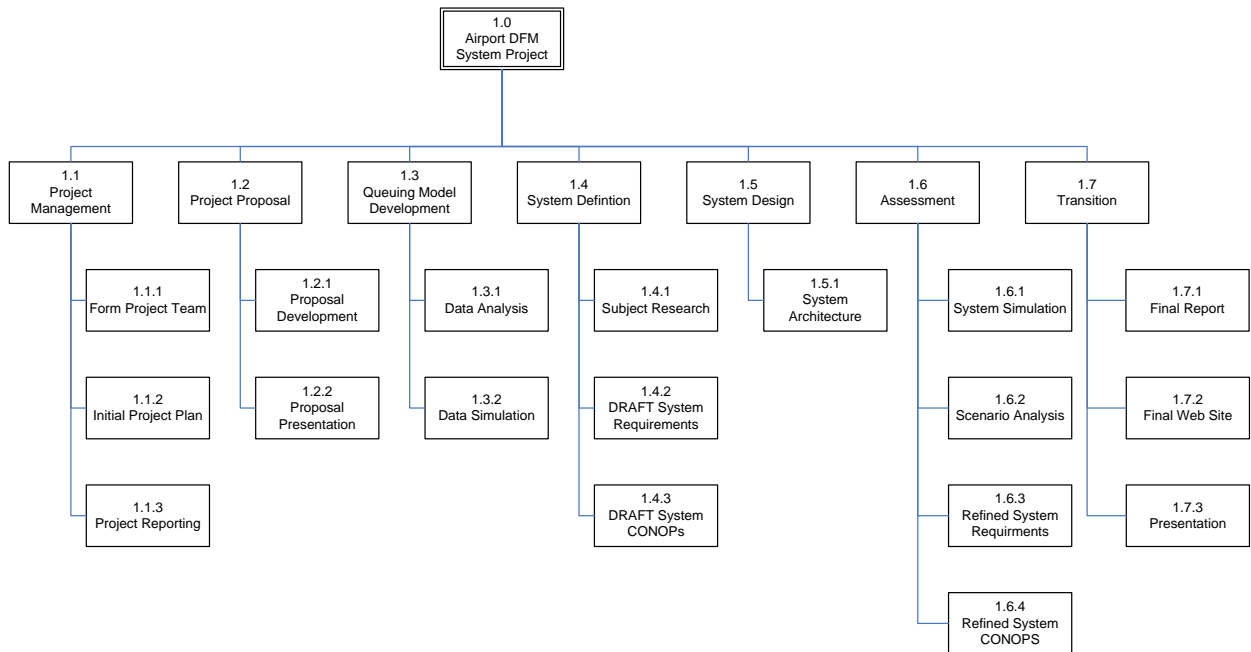 1.0
Airport DFM
System Project
1.1
Project
Management
1.2
Project Proposal
1.3
Queuing Model
Development
1.4
System Defintion
1.5
System Design
1.6
Assessment
1.7
Transition
1.1.1
Form Project Team
1.2.1
Proposal
Development
1.3.1
Data Analysis
1.4.1
Subject Research
1.5.1
System
Architecture
1.6.1
System Simulation
1.7.1
Final Report
1.1.2
Initial Project Plan
1.2.2
Proposal
Presentation
1.3.2
Data Simulation
1.4.2
DRAFT System
Requirements
1.6.2
Scenario Analysis
1.7.2
Final Web Site
1.1.3
Project Reporting
1.4.3
DRAFT System
CONOPs
1.6.3
Refined System
Requirments
1.7.3
Presentation
1.6.4
Refined System
CONOPS